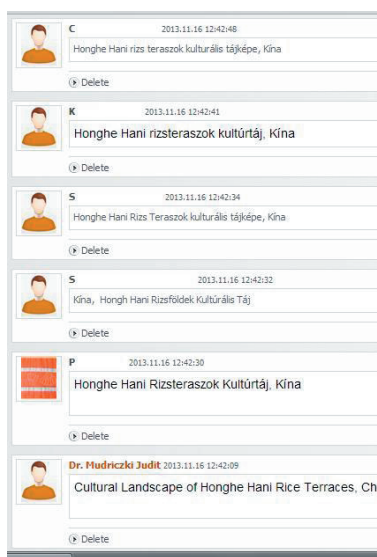 C 2013.11.16 12:42:48
Honghe Hani rizs teraszok kulturális tájképe, Kína
Delete
K 2013.11.16 12:42:41
Honghe Hani rizsteraszok kultúrtáj, Kína
Delete
S 2013.11.16 12:42:34
Honghe Hani Rizs Teraszok kulturális tájképe, Kína
Delete
S 2013.11.16 12:42:32
Kína, Hongh Hani Rizsföldek Kultúrális Táj
Delete
P 2013.11.16 12:42:30
Honghe Hani Rizsteraszok Kultúrtáj, Kína
Delete
Dr. Mudriczki Judit 2013.11.16 12:42:09
Cultural Landscape of Honghe Hani Rice Terraces, Ch
Delete